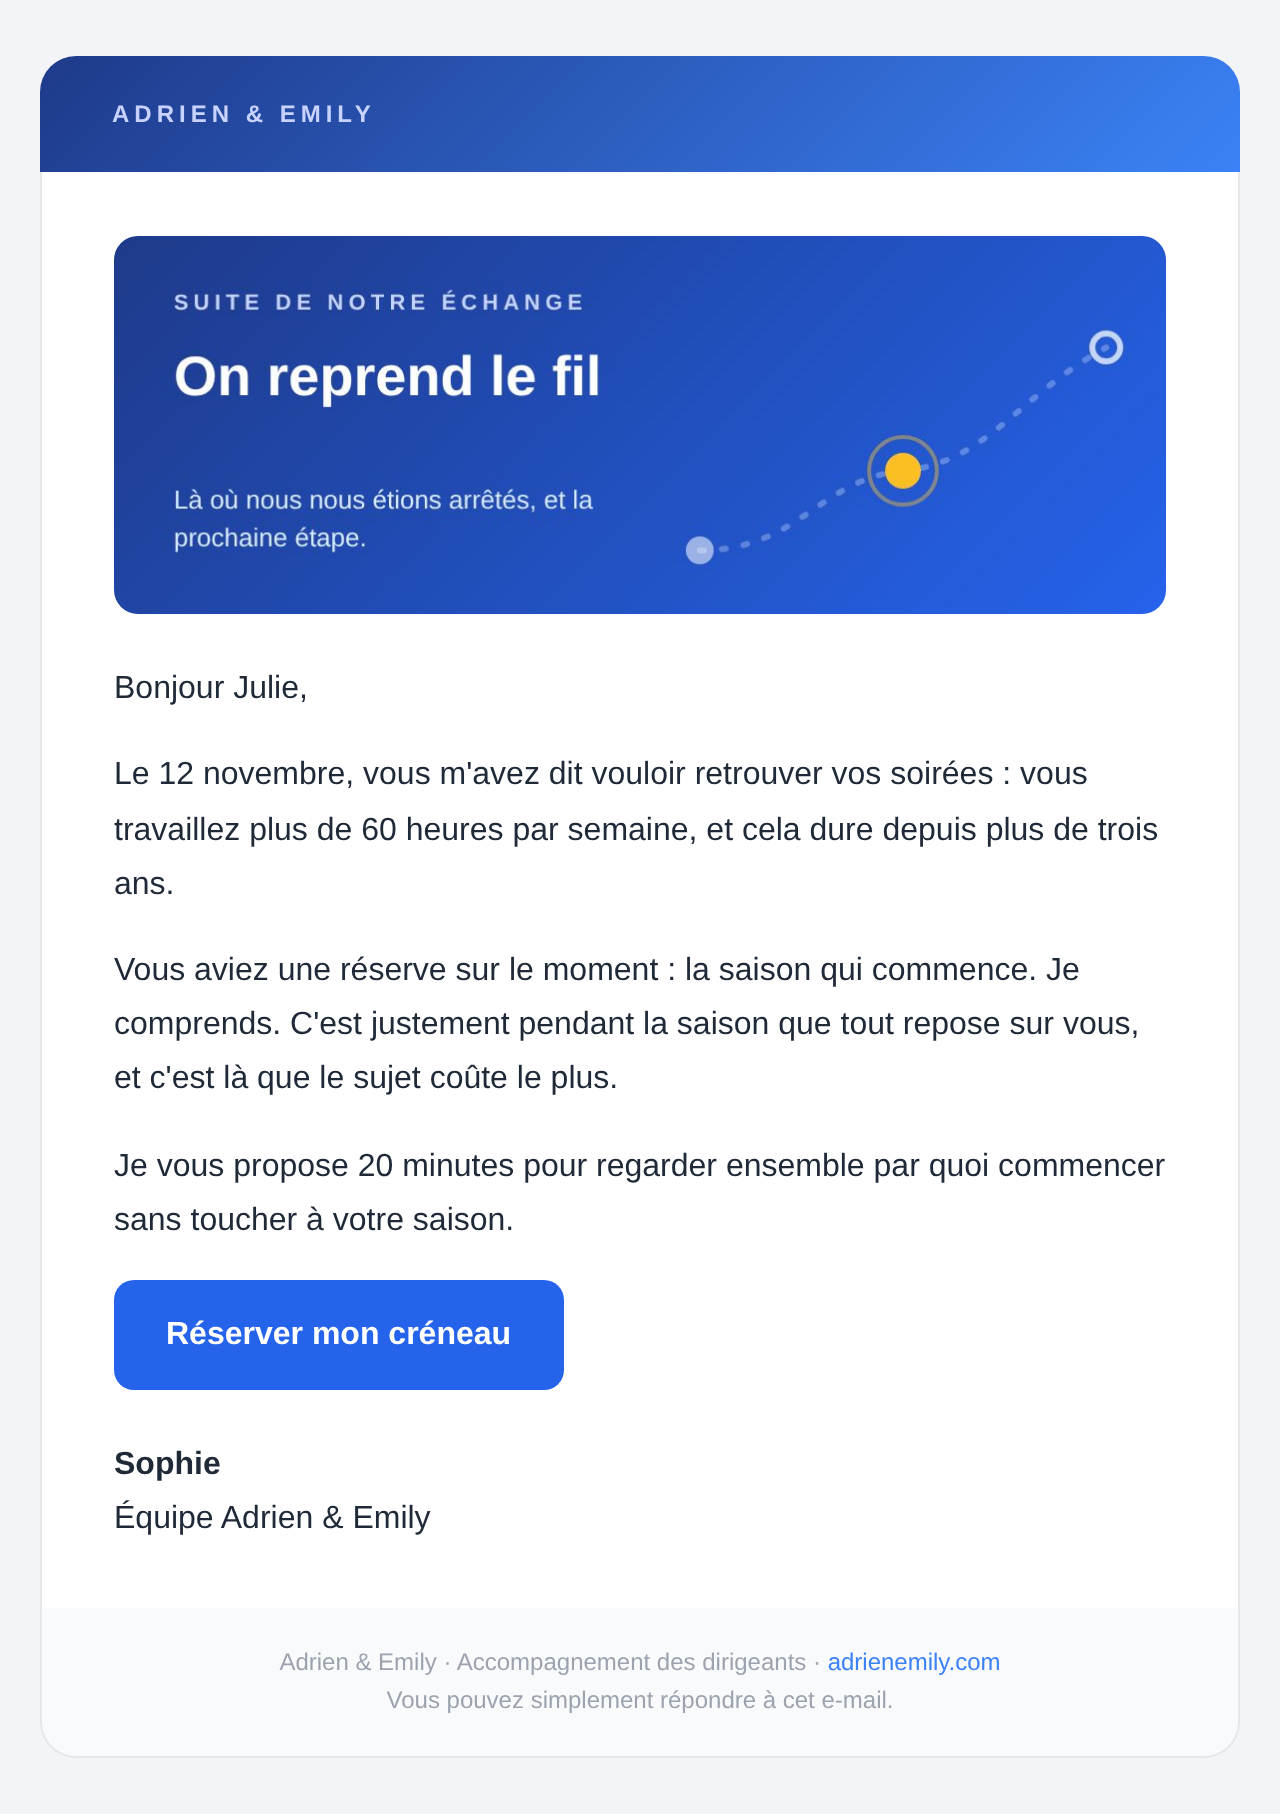 ADRIEN & EMILY
SUITE DE NOTRE ÉCHANGE
On reprend le fil
Là où nous nous étions arrêtés, et la
prochaine étape.
Bonjour Julie,
Le 12 novembre, vous m'avez dit vouloir retrouver vos soirées : vous
travaillez plus de 60 heures par semaine, et cela dure depuis plus de trois
ans.
Vous aviez une réserve sur le moment : la saison qui commence. Je
comprends. C'est justement pendant la saison que tout repose sur vous,
et c'est là que le sujet coûte le plus.
Je vous propose 20 minutes pour regarder ensemble par quoi commencer
sans toucher à votre saison.
Réserver mon créneau
Sophie
Équipe Adrien & Emily
Adrien & Emily · Accompagnement des dirigeants · adrienemily.com
Vous pouvez simplement répondre à cet e-mail.